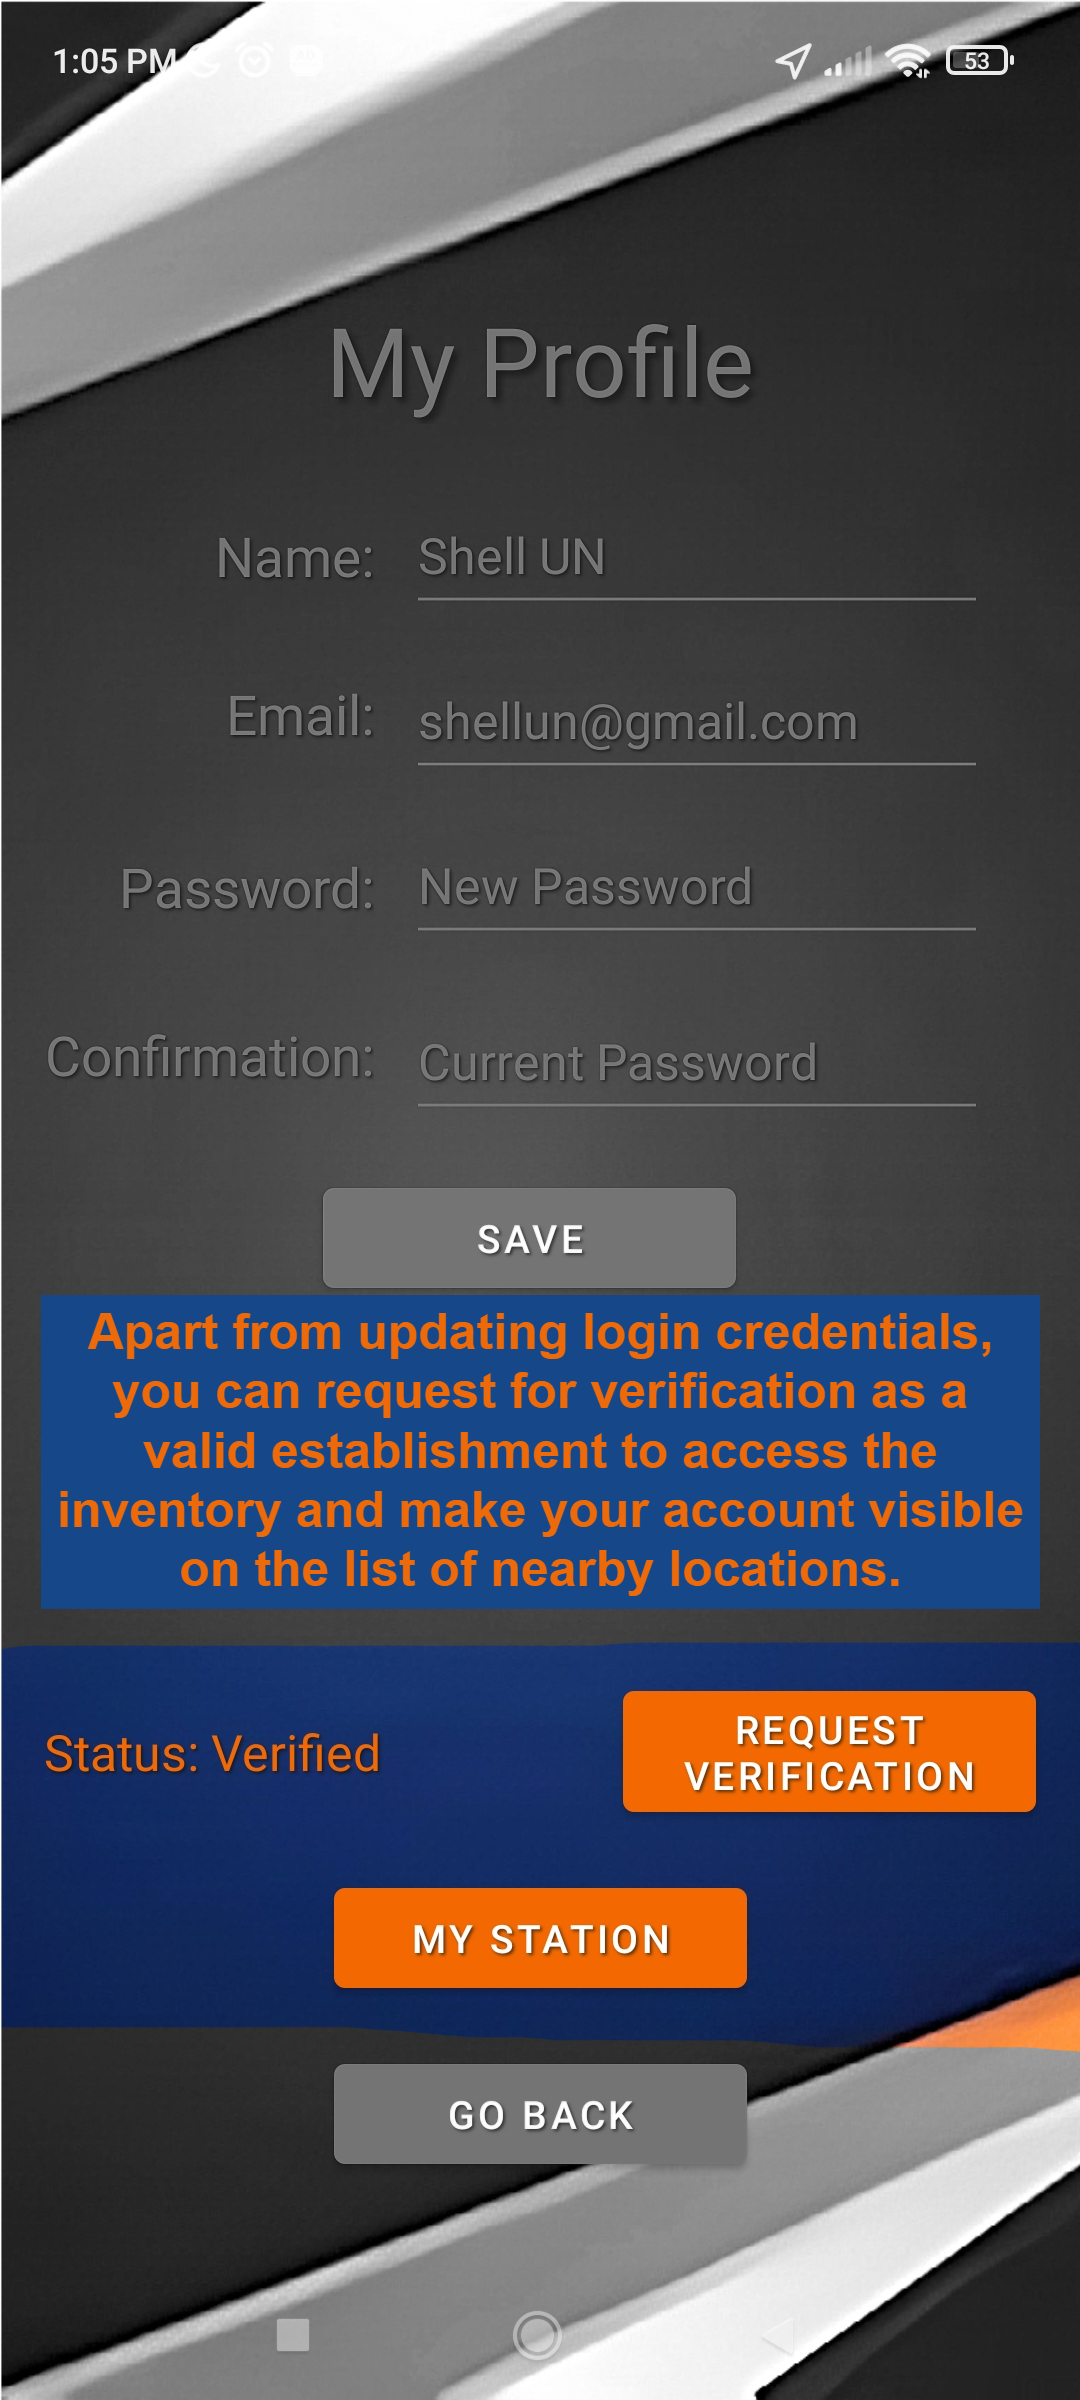 1:05 PM
53
My Profile
Name: Shell UN
Email: shellun@gmail.com
Password: New Password
Confirmation: Current Password
SAVE
Apart from updating login credentials,
you can request for verification as a
valid establishment to access the
inventory and make your account visible
on the list of nearby locations.
Status: Verified
REQUEST
VERIFICATION
MY STATION
GO BACK